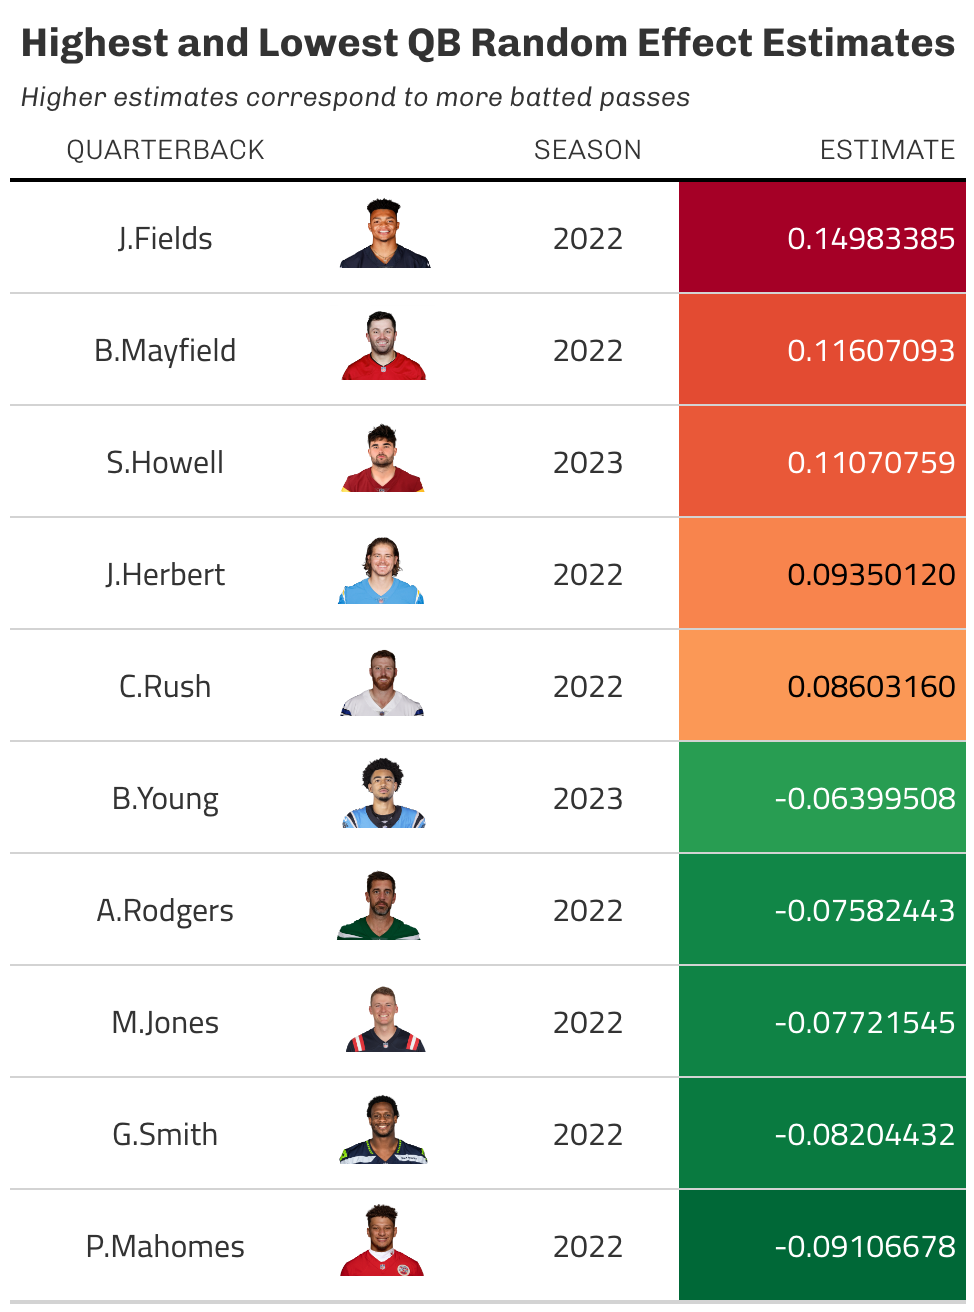 Highest and Lowest QB Random Effect Estimates
Higher estimates correspond to more batted passes
QUARTERBACK SEASON ESTIMATE
J.Fields 2022 0.14983385
B.Mayfield 2022 0.11607093
S.Howell 2023 0.11070759
J.Herbert 2022 0.09350120
C.Rush 2022 0.08603160
B.Young 2023 -0.06399508
A.Rodgers 2022 -0.07582443
M.Jones 2022 -0.07721545
G.Smith 2022 -0.08204432
P.Mahomes 2022 -0.09106678